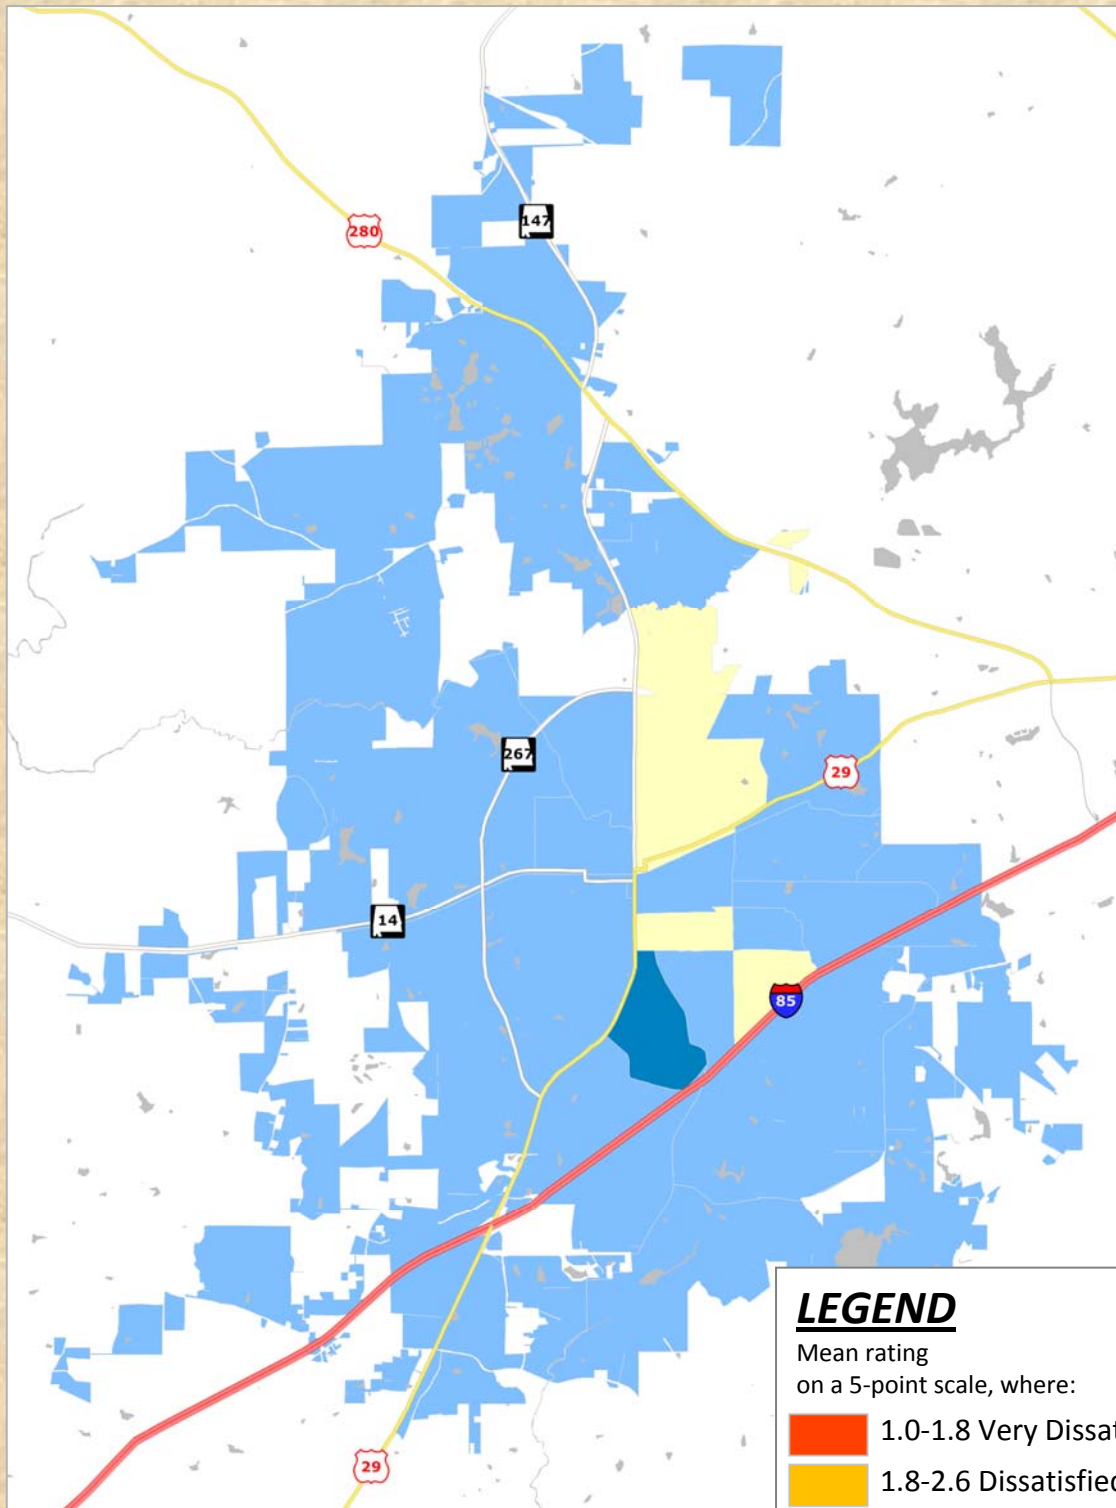 147
280
267
29
14
85
29
LEGEND
Mean rating
on a 5-point scale, where:
1.0-1.8 Very Dissat
1.8-2.6 Dissatisfied